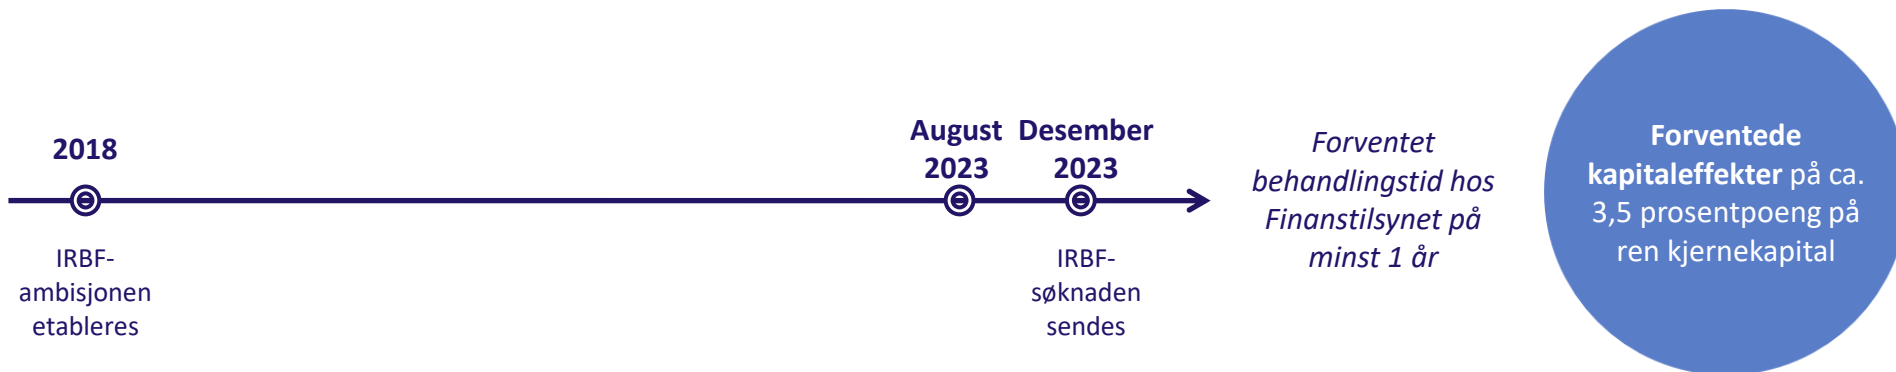 2018
IRBF-
ambisjonen
etableres
August
2023
Desember
2023
IRBF-
søknaden
sendes
Forventet
behandlingstid hos
Finanstilsynet på
minst 1 år
Forventede
kapitaleffekter på ca.
3,5 prosentpoeng på
ren kjernekapital